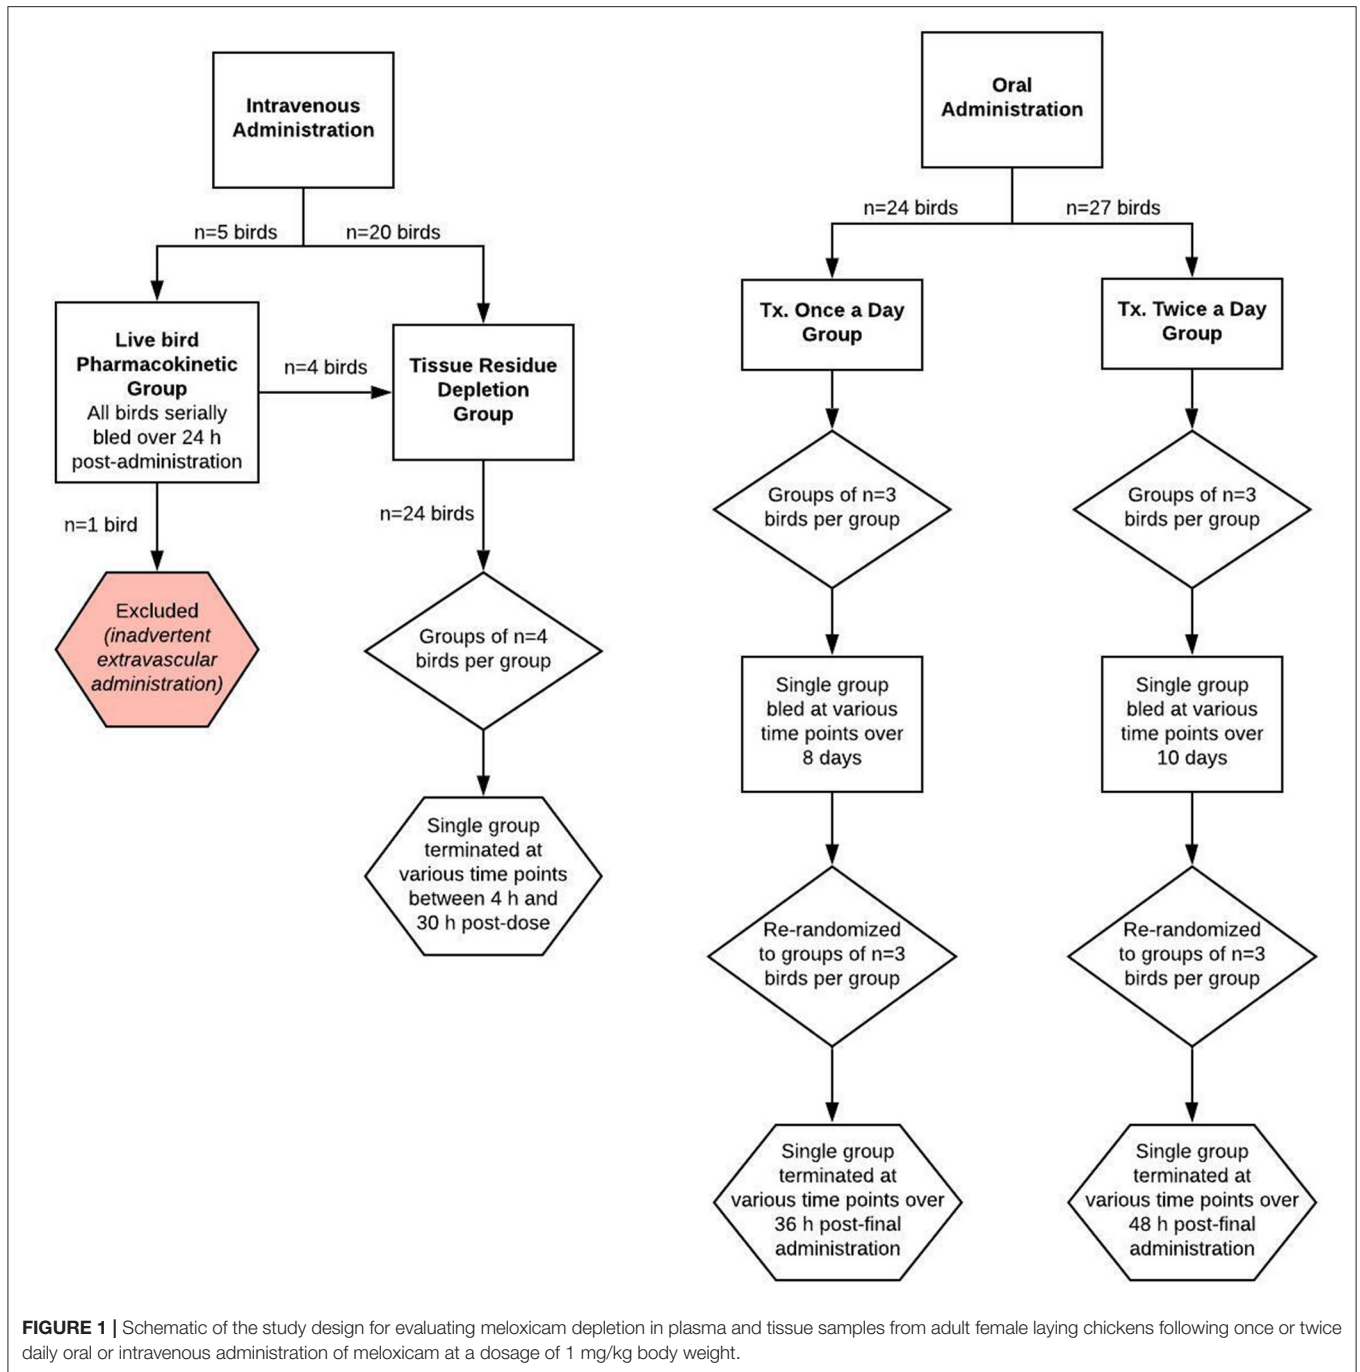 Intravenous
Administration
n=5 birds
n=20 birds
Live bird
Pharmacokinetic
Group
All birds serially
bled over 24 h
post-administration
n=4 birds
Tissue Residue
Depletion
Group
n=1 bird
Excluded
(inadvertent
extravascular
administration)
n=24 birds
Groups of n=4
birds per group
Single group
terminated at
various time points
between 4 h and
30 h post-dose
Oral
Administration
n=24 birds
n=27 birds
Tx. Once a Day
Group
Groups of n=3
birds per group
Single group
bled at various
time points over
8 days
Re-randomized
to groups of n=3
birds per group
Single group
terminated at
various time points over
36 h post-final
administration
Tx. Twice a Day
Group
Groups of n=3
birds per group
Single group
bled at various
time points over
10 days
Re-randomized
to groups of n=3
birds per group
Single group
terminated at
various time points over
48 h post-final
administration
FIGURE 1 | Schematic of the study design for evaluating meloxicam depletion in plasma and tissue samples from adult female laying chickens following once or twice
daily oral or intravenous administration of meloxicam at a dosage of 1 mg/kg body weight.